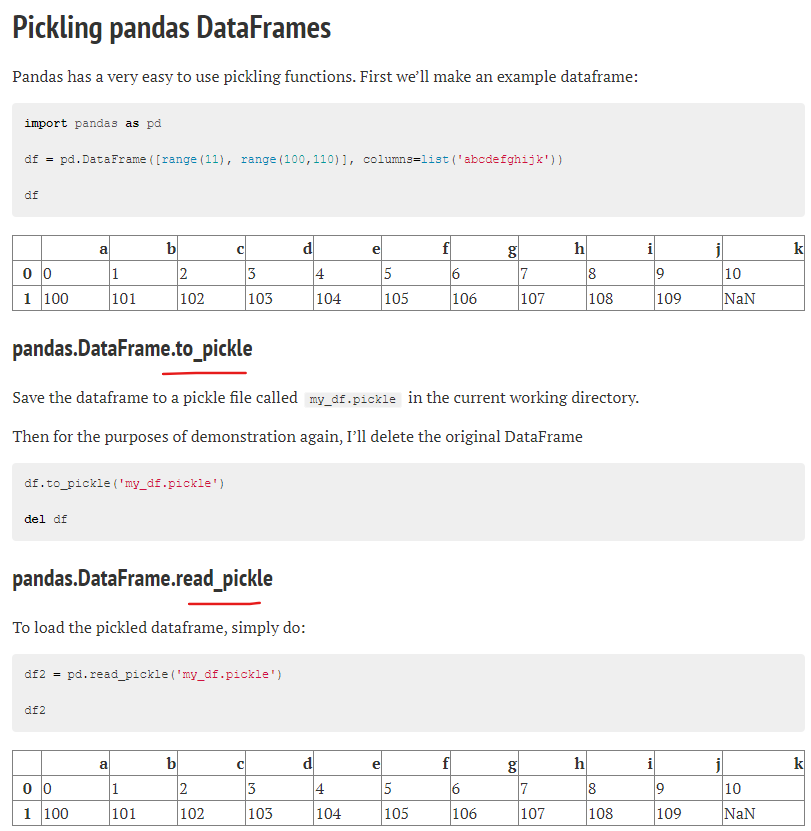 Pickling pandas DataFrames
Pandas has a very easy to use pickling functions. First we’ll make an example dataframe:
import pandas as pd
df = pd.DataFrame([range(11), range(100,110)], columns=list('abcdefghijk'))
df
a b c d e f g h i j k
0 0 1 2 3 4 5 6 7 8 9 10
1 100 101 102 103 104 105 106 107 108 109 NaN
pandas.DataFrame.to_pickle
Save the dataframe to a pickle file called my_df.pickle in the current working directory.
Then for the purposes of demonstration again, I’ll delete the original DataFrame
df.to_pickle('my_df.pickle')
del df
pandas.DataFrame.read_pickle
To load the pickled dataframe, simply do:
df2 = pd.read_pickle('my_df.pickle')
df2
a b c d e f g h i j k
0 0 1 2 3 4 5 6 7 8 9 10
1 100 101 102 103 104 105 106 107 108 109 NaN